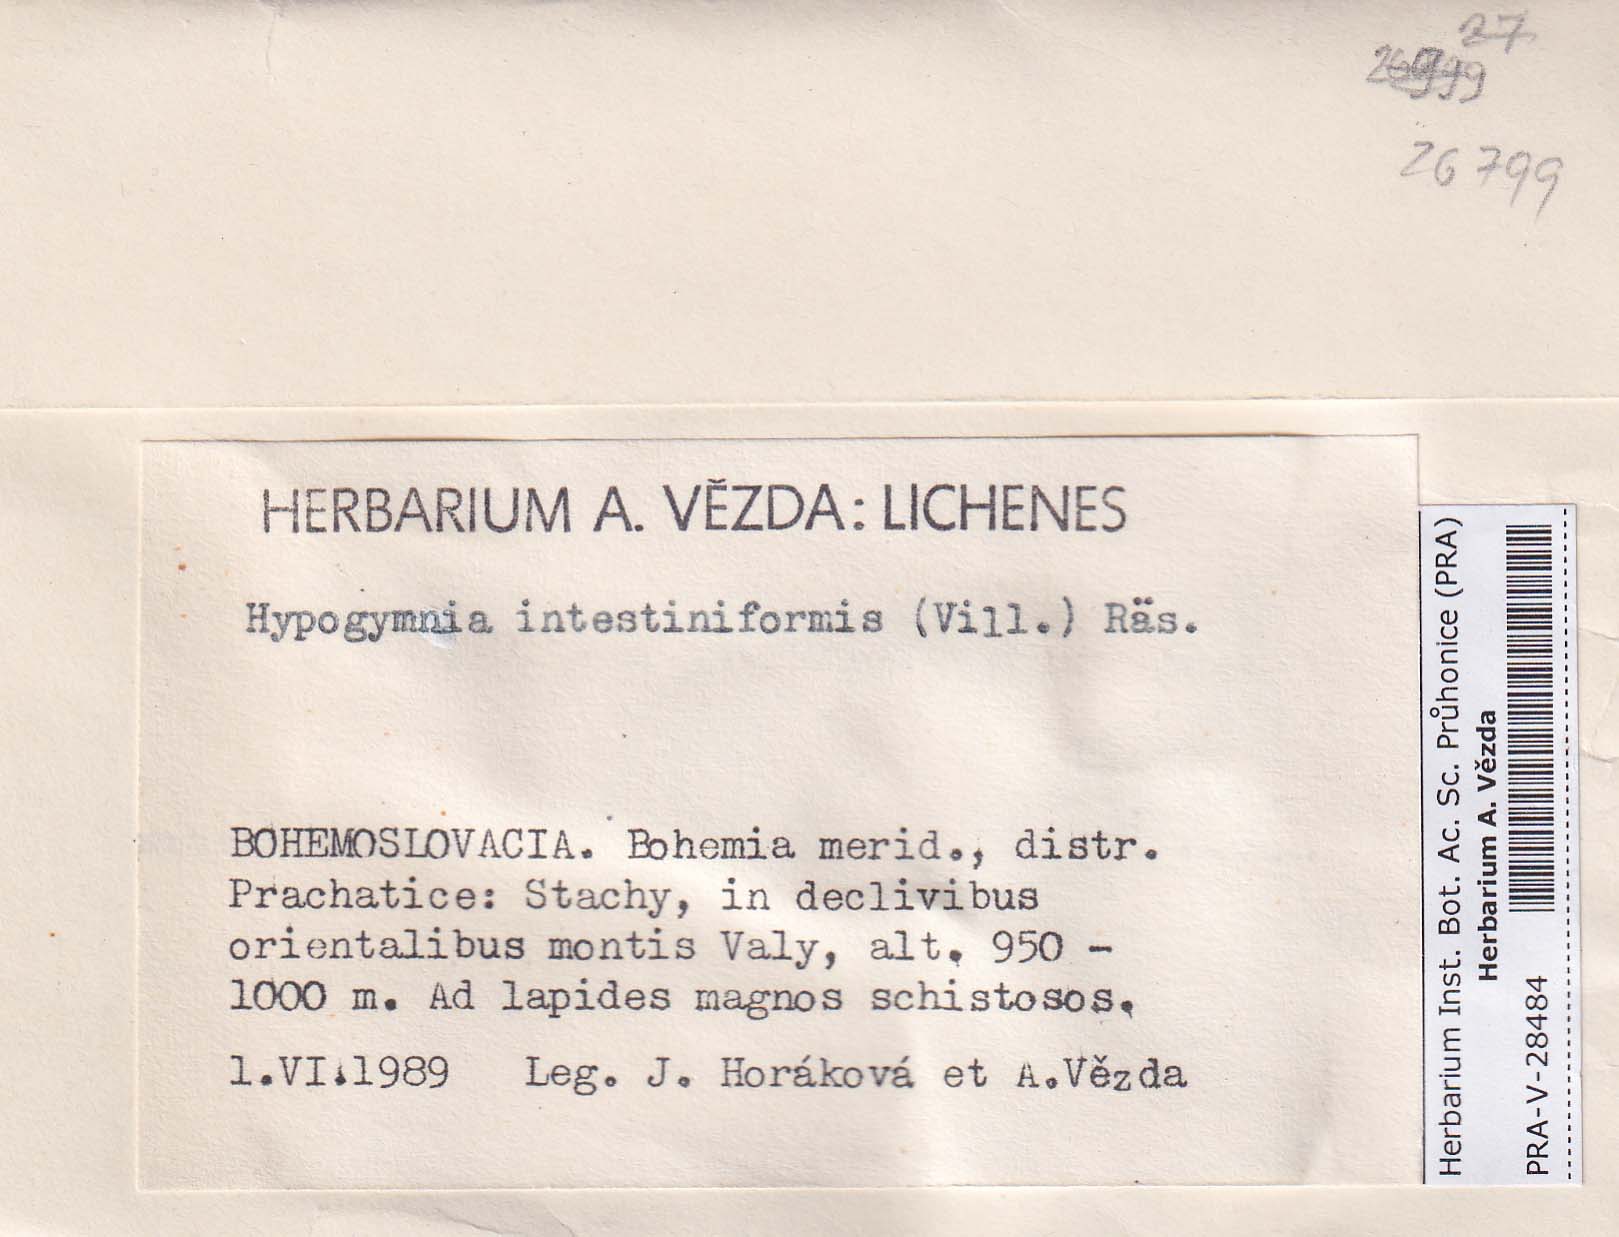 27
26 799
HERBARIUM A. VĚZDA: LICHENES
Hypogymnia intestiniformis (Vill.) Räs.
BOHEMOSLOVACIA. Bohemia merid., distr.
Prachatice: Stachy, in declivibus
orientalibus montis Valy, alt. 950 -
1000 m. Ad lapides magnos schistosos.
1.VI.1989 Leg. J. Horáková et A.Vězda
Herbarium Inst. Bot. Ac. Sc. Průhonice (PRA)
Herbarium A. Vězda
PRA-V-28484